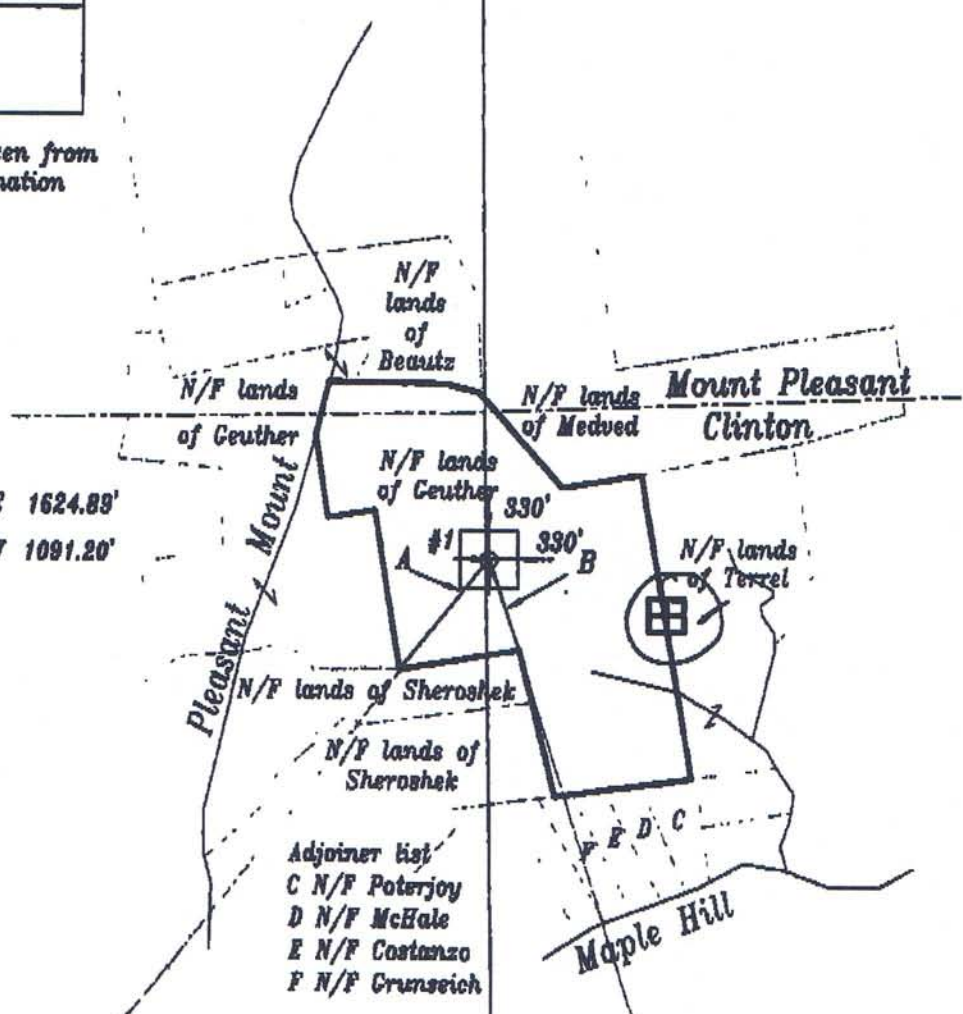 en from
nation
N/F
lands
of
Beautz
N/F lands
of Geuther
N/F lands
of Medved
Mount Pleasant
Clinton
N/F lands
of Geuther
1624.89'
1091.20'
330'
#1
330'
A
B
N/F lands
of Terrel
Pleasant Mount
Z
Z
Z
N/F lands of Sheroshek
N/F lands of
Sheroshek
F E D C
Maple Hill
Adjoiner list
C N/F Poterjoy
D N/F McHale
E N/F Costanzo
F N/F Grunseich